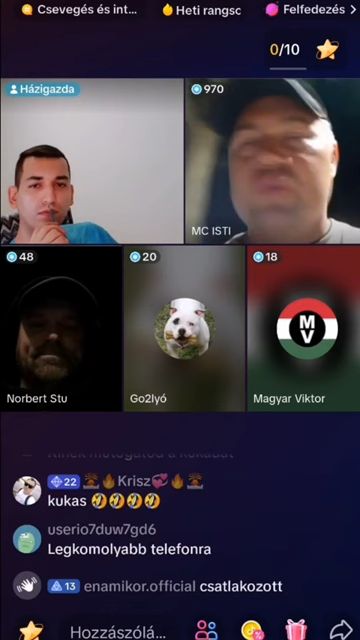 Csevegés és int...
Heti rangsc
Felfedezés
0/10
Házigazda
970
MC ISTI
48
20
18
M
V
Norbert Stu
Go2lyó
Magyar Viktor
22 Krisz
kukas
userio7duw7gd6
Legkomolyabb telefonra
13 enamikor.official csatlakozott
Hozzászólá...